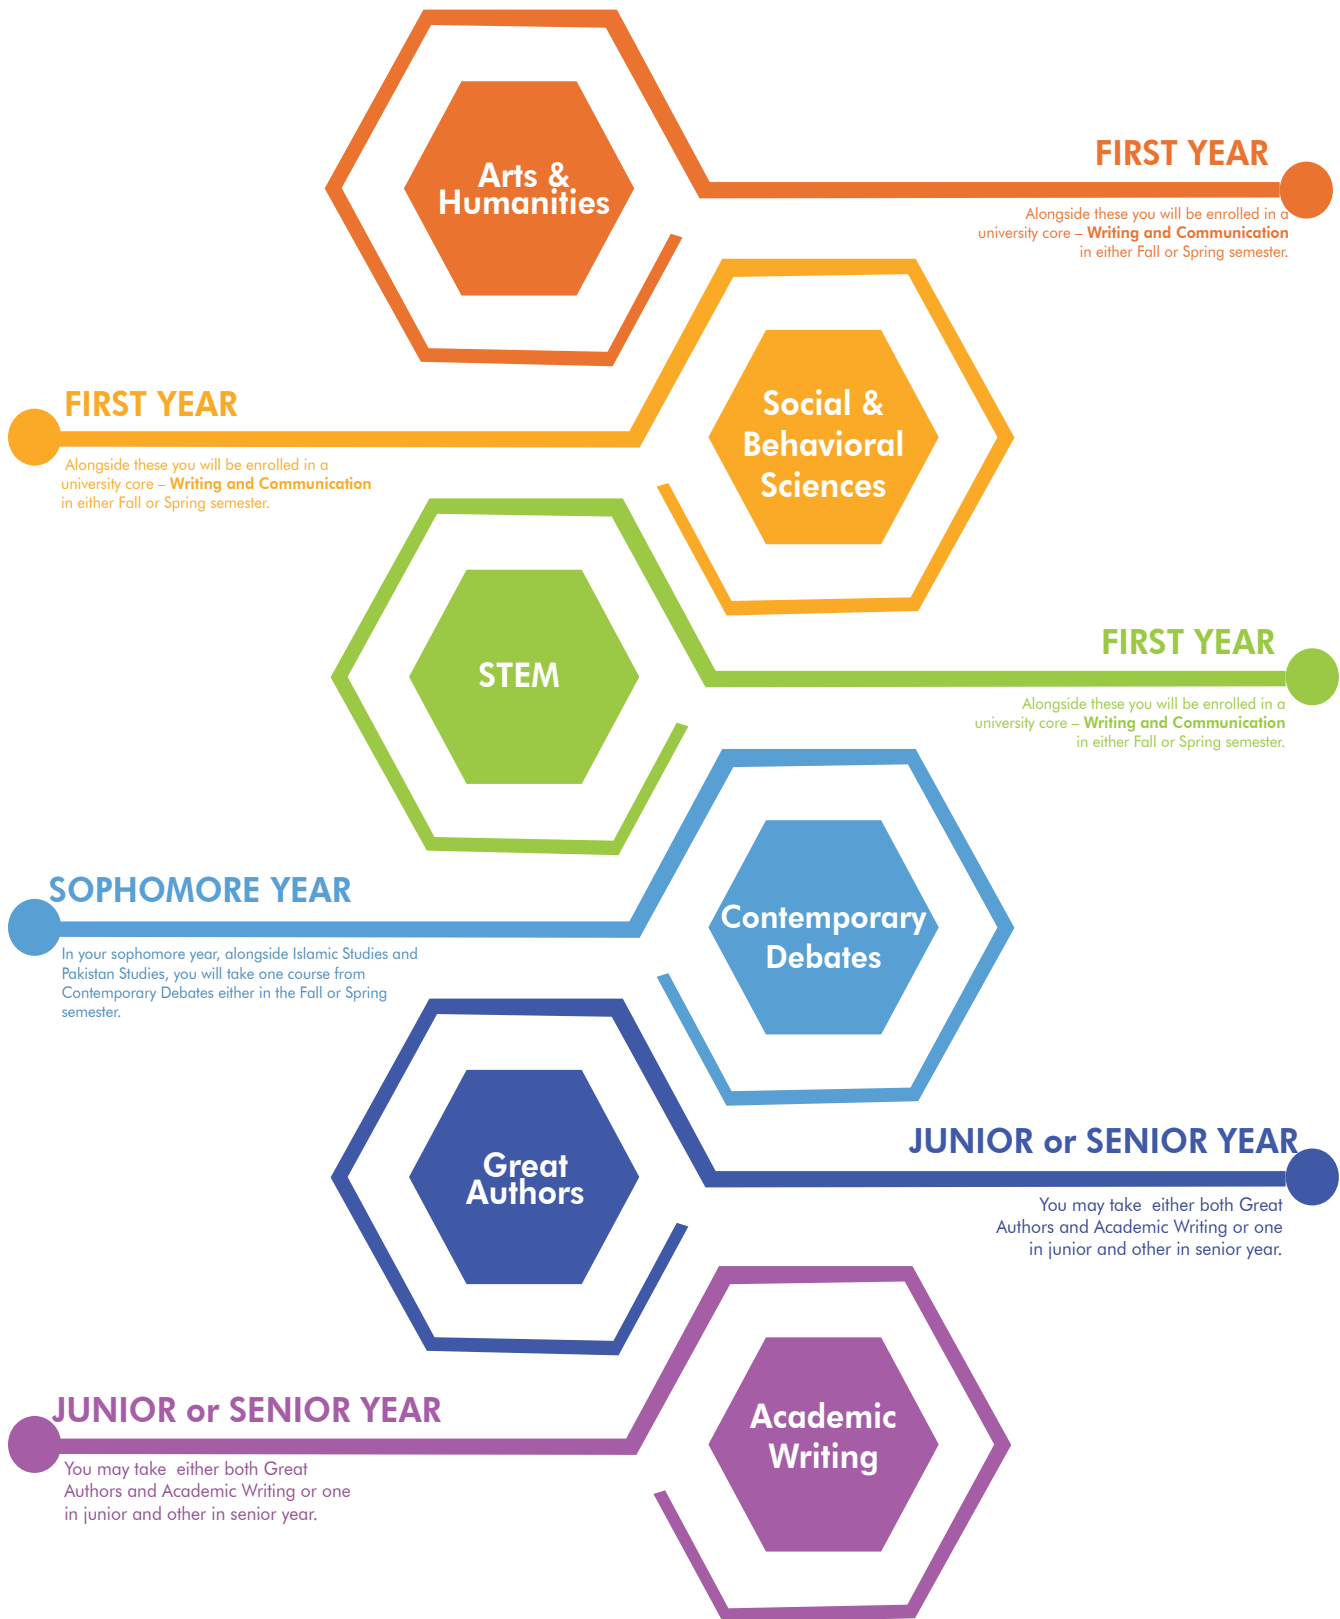 Arts &
Humanities
FIRST YEAR
Alongside these you will be enrolled in a
university core – Writing and Communication
in either Fall or Spring semester.
Social &
Behavioral
Sciences
FIRST YEAR
Alongside these you will be enrolled in a
university core – Writing and Communication
in either Fall or Spring semester.
STEM
FIRST YEAR
Alongside these you will be enrolled in a
university core – Writing and Communication
in either Fall or Spring semester.
Contemporary
Debates
SOPHOMORE YEAR
In your sophomore year, alongside Islamic Studies and
Pakistan Studies, you will take one course from
Contemporary Debates either in the Fall or Spring
semester.
Great
Authors
JUNIOR or SENIOR YEAR
You may take  either both Great
Authors and Academic Writing or one
in junior and other in senior year.
Academic
Writing
JUNIOR or SENIOR YEAR
You may take  either both Great
Authors and Academic Writing or one
in junior and other in senior year.